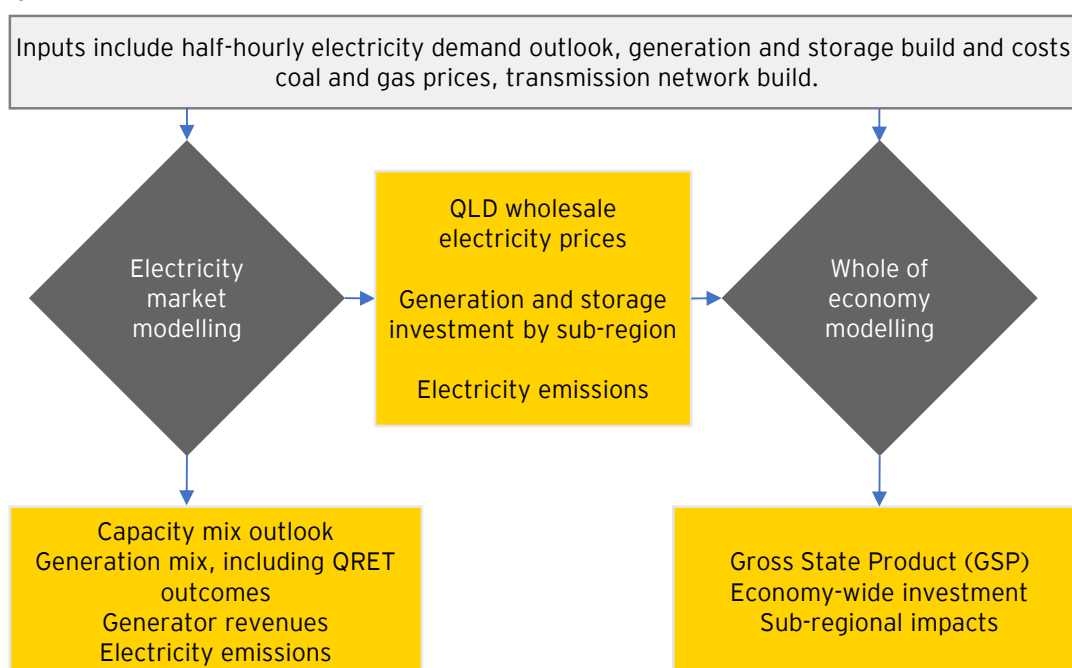 Inputs include half-hourly electricity demand outlook, generation and storage build and costs
coal and gas prices, transmission network build.
Electricity
market
modelling
QLD wholesale
electricity prices
Generation and storage
investment by sub-region
Electricity emissions
Whole of
economy
modelling
Capacity mix outlook
Generation mix, including QRET
outcomes
Generator revenues
Electricity emissions
Gross State Product (GSP)
Economy-wide investment
Sub-regional impacts